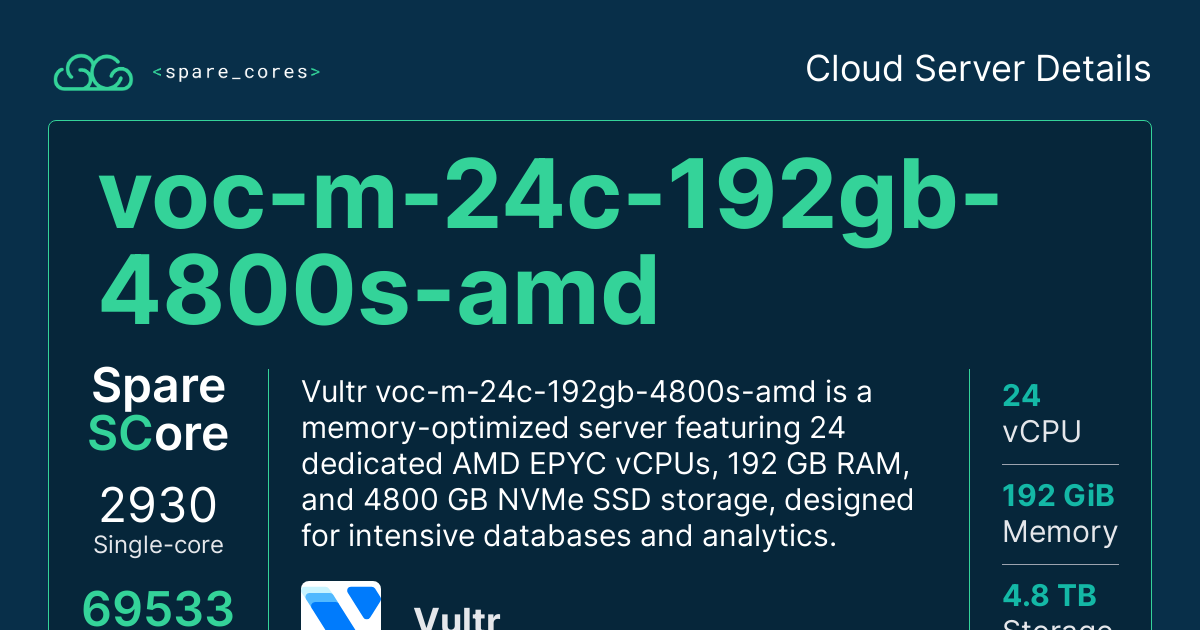 <spare_cores>
Cloud Server Details
voc-m-24c-192gb-
4800s-amd
Spare
SCore
2930
Single-core
69533
Vultr voc-m-24c-192gb-4800s-amd is a
memory-optimized server featuring 24
dedicated AMD EPYC vCPUs, 192 GB RAM,
and 4800 GB NVMe SSD storage, designed
for intensive databases and analytics.
Vultr
24
vCPU
192 GiB
Memory
4.8 TB
Storage